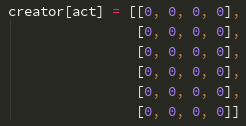 creator[act] = [[0, 0, 0, 0],
                [0, 0, 0, 0],
                [0, 0, 0, 0],
                [0, 0, 0, 0],
                [0, 0, 0, 0],
                [0, 0, 0, 0]]